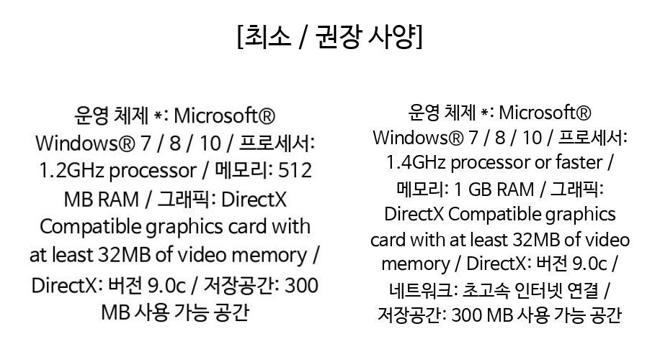 [최소 / 권장 사양]
운영 체제 *: Microsoft®
Windows® 7 / 8 / 10 / 프로세서:
1.2GHz processor / 메모리: 512
MB RAM / 그래픽: DirectX
Compatible graphics card with
at least 32MB of video memory /
DirectX: 버전 9.0c / 저장공간: 300
MB 사용 가능 공간
운영 체제 *: Microsoft®
Windows® 7 / 8 / 10 / 프로세서:
1.4GHz processor or faster /
메모리: 1 GB RAM / 그래픽:
DirectX Compatible graphics
card with at least 32MB of video
memory / DirectX: 버전 9.0c /
네트워크: 초고속 인터넷 연결 /
저장공간: 300 MB 사용 가능 공간